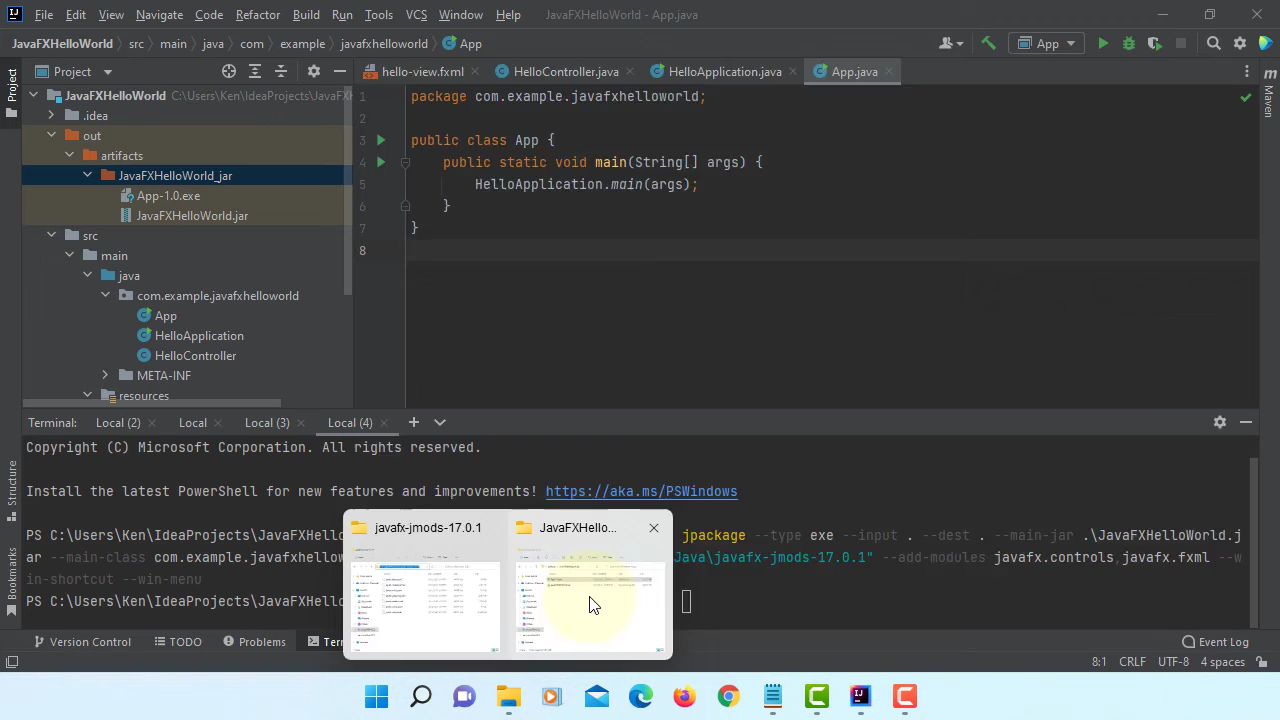 File Edit View Navigate Code Refactor Build Run Tools VCS Window Help JavaFXHelloWorld - App.java
JavaFXHelloWorld src main java com example javafxhelloworld App App
Project hello-view.fxml HelloController.java HelloApplication.java App.java
Project
Maven
JavaFXHelloWorld C:\Users\Ken\IdeaProjects\JavaFX
.idea
out
artifacts
JavaFXHelloWorld_jar
App-1.0.exe
JavaFXHelloWorld.jar
src
main
java
com.example.javafxhelloworld
App
HelloApplication
HelloController
META-INF
resources
1 package com.example.javafxhelloworld;
2
3 public class App {
4 public static void main(String[] args) {
5 HelloApplication.main(args);
6 }
7 }
8
Terminal: Local (2) Local Local (3) Local (4)
Copyright (C) Microsoft Corporation. All rights reserved.
Install the latest PowerShell for new features and improvements! https://aka.ms/PSWindows
PS C:\Users\Ken\IdeaProjects\JavaFXHello jpackage --type exe --input . --dest . --main-jar .\JavaFXHelloWorld.j
ar --main-class com.example.javafxhellow Java\javafx-jmods-17.0.1" --add-modules javafx.controls,javafx.fxml --w
in-shortcut --win-menu
PS C:\Users\Ken\IdeaProjects\JavaFXHello
javafx-jmods-17.0.1 JavaFXHello...
Structure
Bookmarks
Version Control TODO Problems Ter Event Log
8:1 CRLF UTF-8 4 spaces